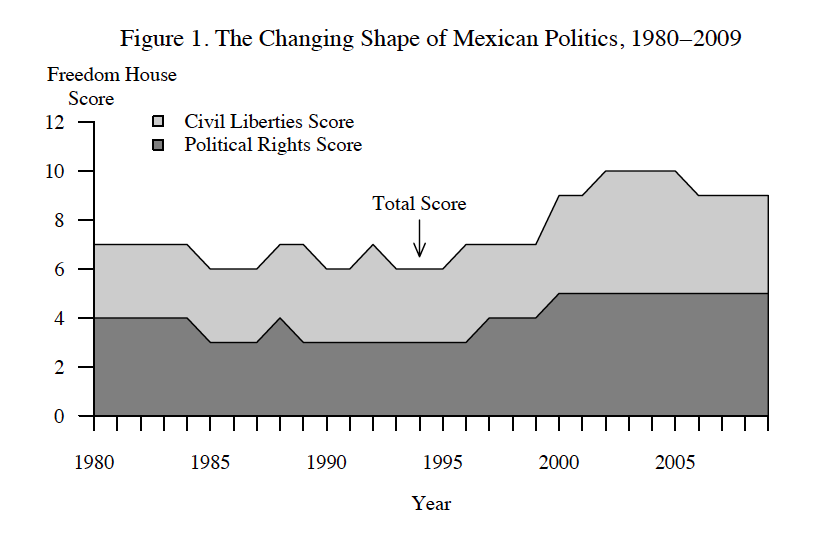 Figure 1. The Changing Shape of Mexican Politics, 1980–2009
Freedom House
Score
Civil Liberties Score
Political Rights Score
Total Score
12
10
8
6
4
2
0
1980 1985 1990 1995 2000 2005
Year